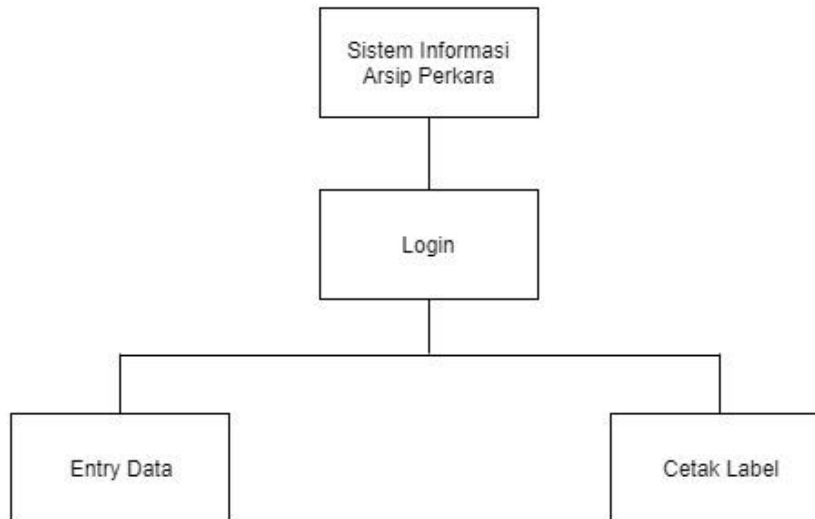 Sistem Informasi
Arsip Perkara
Login
Entry Data
Cetak Label